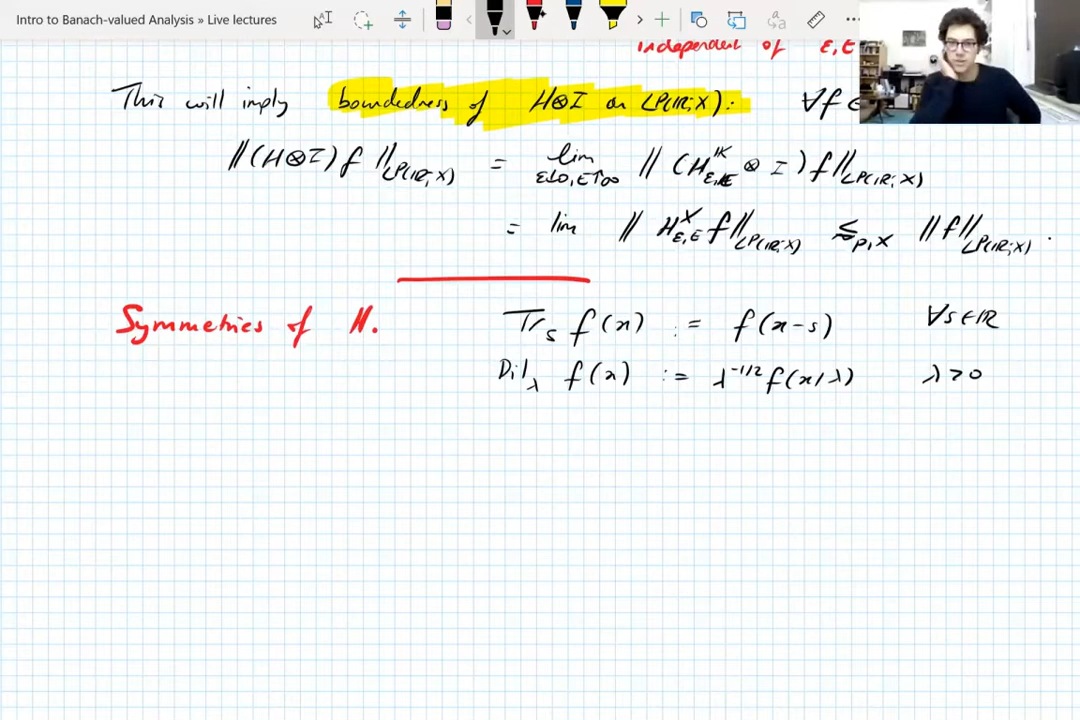 Intro to Banach-valued Analysis » Live lectures
independent of ε,E
This will imply boundedness of H⊗I on L^p(ℝ;X): ∀f ∈
‖(H⊗I)f‖_{L^p(ℝ;X)} = lim_{ε↓0,E↑∞} ‖(H^𝕂_{ε,E} ⊗ I)f‖_{L^p(ℝ;X)}
= lim ‖H^X_{ε,E} f‖_{L^p(ℝ;X)} ≲_{p,X} ‖f‖_{L^p(ℝ;X)}.
Symmetries of H. Tr_s f(x) := f(x-s) ∀s∈ℝ
Dil_λ f(x) := λ^{-1/2} f(x/λ) λ>0